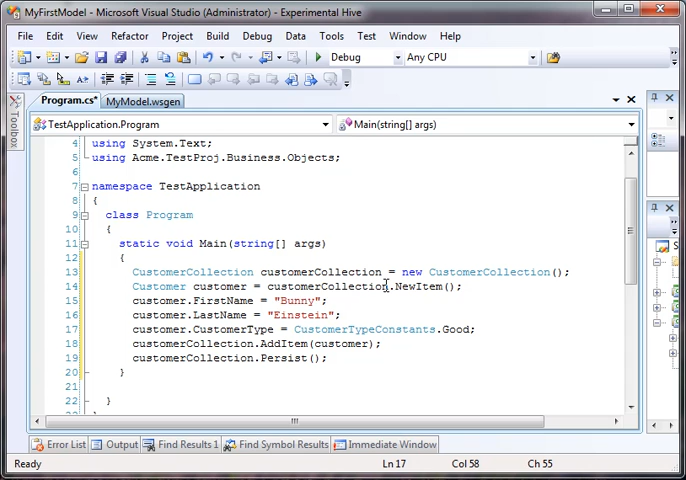 MyFirstModel - Microsoft Visual Studio (Administrator) - Experimental Hive
File Edit View Refactor Project Build Debug Data Tools Test Window Help
Debug Any CPU
Program.cs* MyModel.wsgen
Toolbox
TestApplication.Program Main(string[] args)
4 using System.Text;
5 using Acme.TestProj.Business.Objects;
6
7 namespace TestApplication
8 {
9 class Program
10 {
11 static void Main(string[] args)
12 {
13 CustomerCollection customerCollection = new CustomerCollection();
14 Customer customer = customerCollection.NewItem();
15 customer.FirstName = "Bunny";
16 customer.LastName = "Einstein";
17 customer.CustomerType = CustomerTypeConstants.Good;
18 customerCollection.AddItem(customer);
19 customerCollection.Persist();
20 }
21
22 }
Error List Output Find Results 1 Find Symbol Results Immediate Window
Ready Ln 17 Col 58 Ch 55